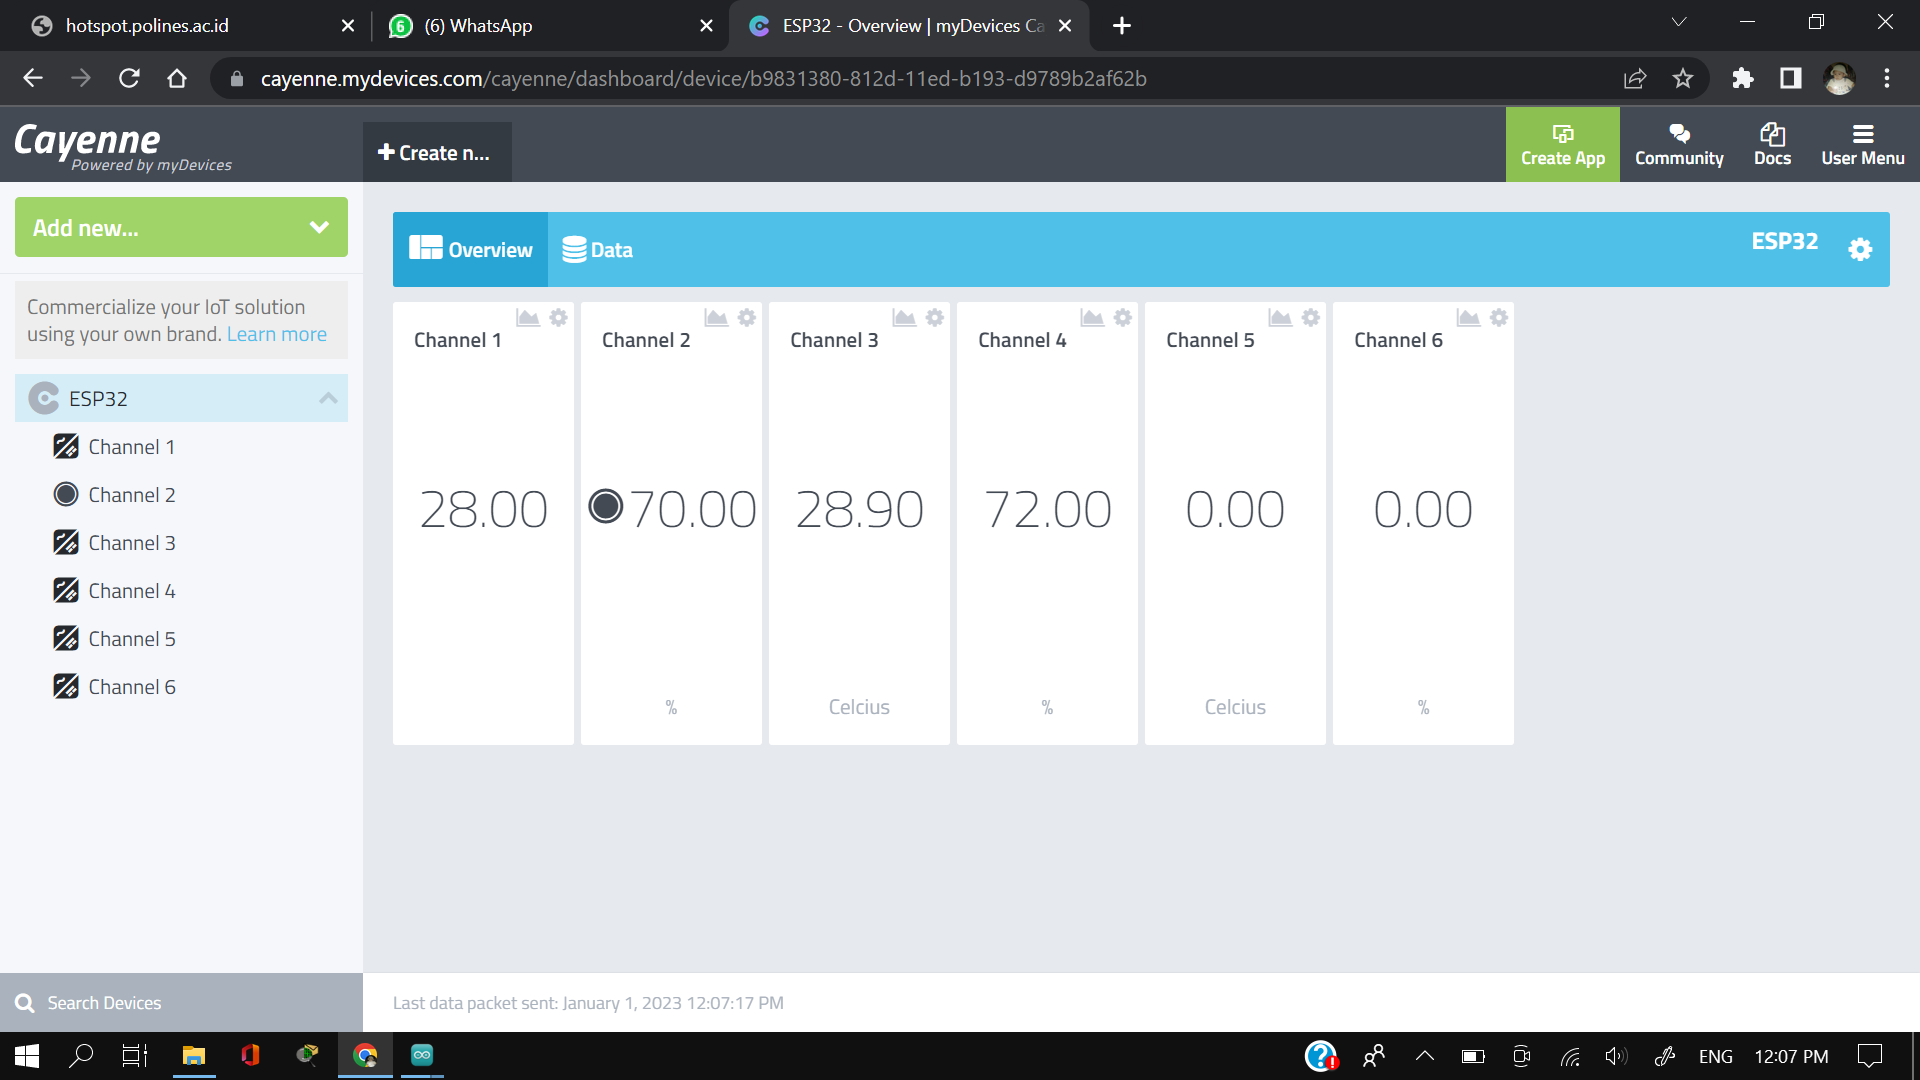 hotspot.polines.ac.id
(6) WhatsApp
ESP32 - Overview | myDevices Ca
cayenne.mydevices.com/cayenne/dashboard/device/b9831380-812d-11ed-b193-d9789b2af62b
Cayenne
Powered by myDevices
Create n...
Create App
Community
Docs
User Menu
Add new...
Commercialize your IoT solution
using your own brand. Learn more
ESP32
Channel 1
Channel 2
Channel 3
Channel 4
Channel 5
Channel 6
Search Devices
Overview
Data
ESP32
Channel 1
28.00
Channel 2
70.00
%
Channel 3
28.90
Celcius
Channel 4
72.00
%
Channel 5
0.00
Celcius
Channel 6
0.00
%
Last data packet sent: January 1, 2023 12:07:17 PM
ENG
12:07 PM